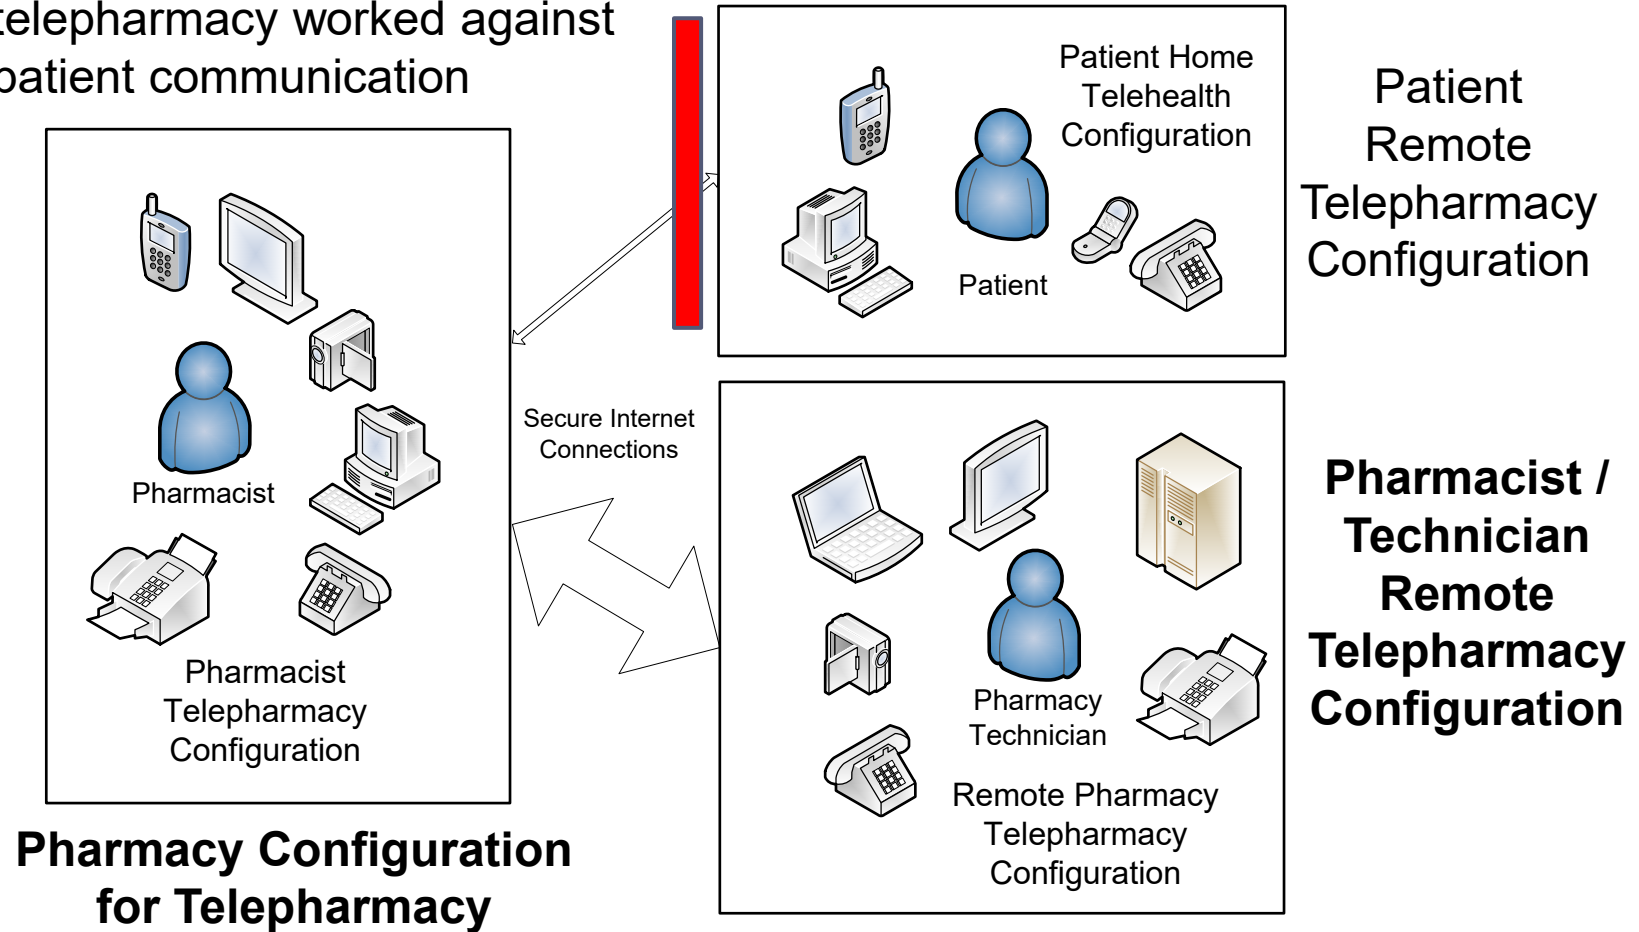 telepharmacy worked against
patient communication
Patient Home
Telehealth
Configuration
Patient
Patient
Remote
Telepharmacy
Configuration
Pharmacist
Pharmacist
Telepharmacy
Configuration
Secure Internet
Connections
Pharmacy
Technician
Remote Pharmacy
Telepharmacy
Configuration
Pharmacist /
Technician
Remote
Telepharmacy
Configuration
Pharmacy Configuration
for Telepharmacy